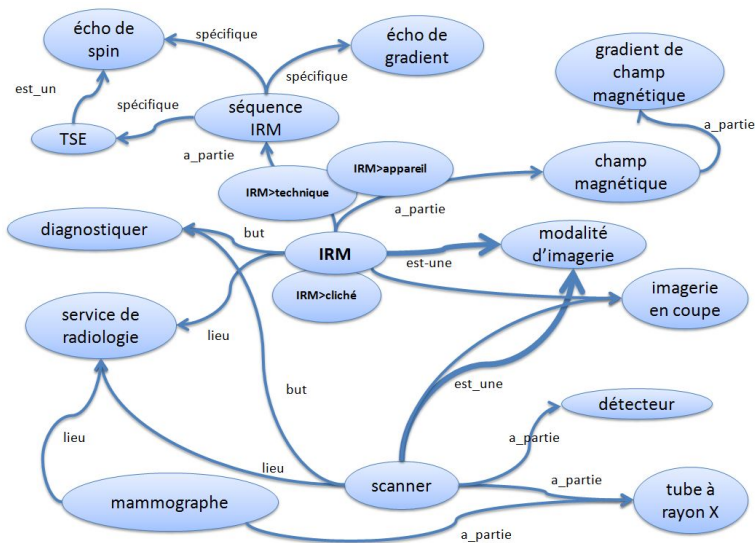 écho de
spin
spécifique
écho de
gradient
gradient de
champ
magnétique
est_un
spécifique
spécifique
séquence
IRM
TSE
a_partie
a_partie
IRM>appareil
champ
magnétique
IRM>technique
a_partie
diagnostiquer
but
IRM
est-une
modalité
d'imagerie
IRM>cliché
imagerie
en coupe
service de
radiologie
lieu
but
est_une
détecteur
lieu
a_partie
lieu
scanner
a_partie
mammographe
tube à
rayon X
a_partie